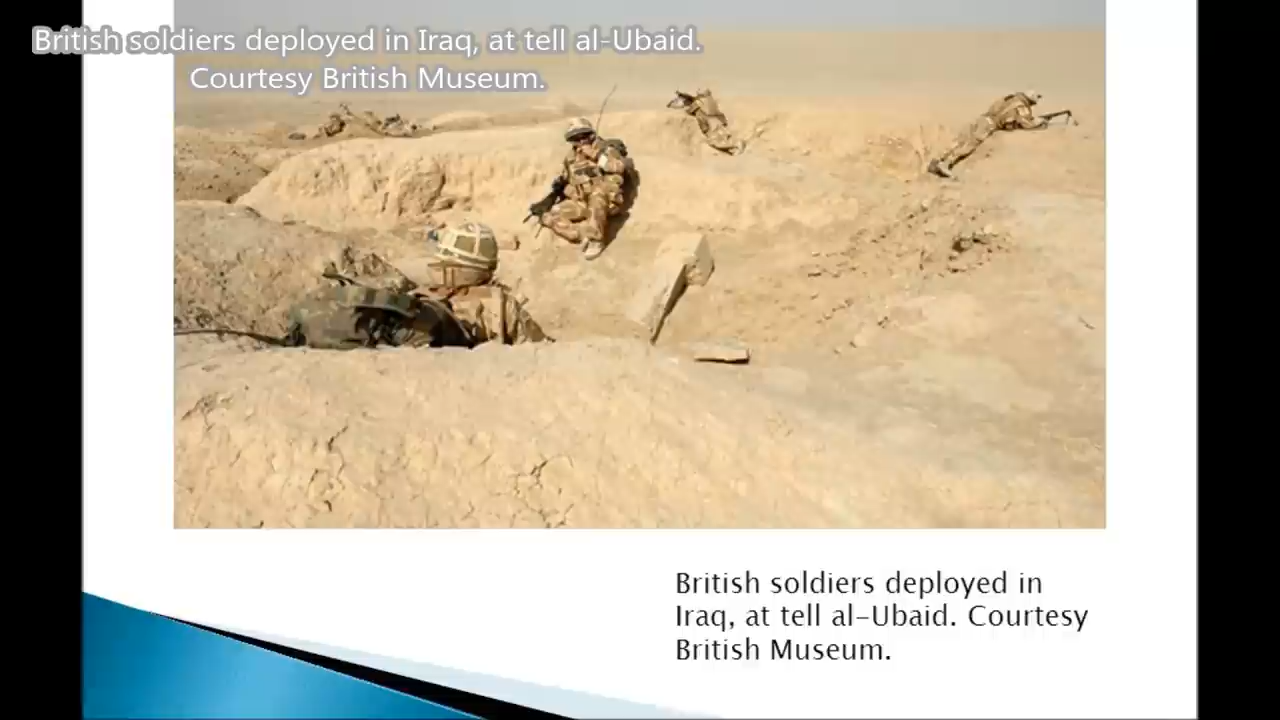 British soldiers deployed in Iraq, at tell al-Ubaid.
Courtesy British Museum.
British soldiers deployed in
Iraq, at tell al-Ubaid. Courtesy
British Museum.